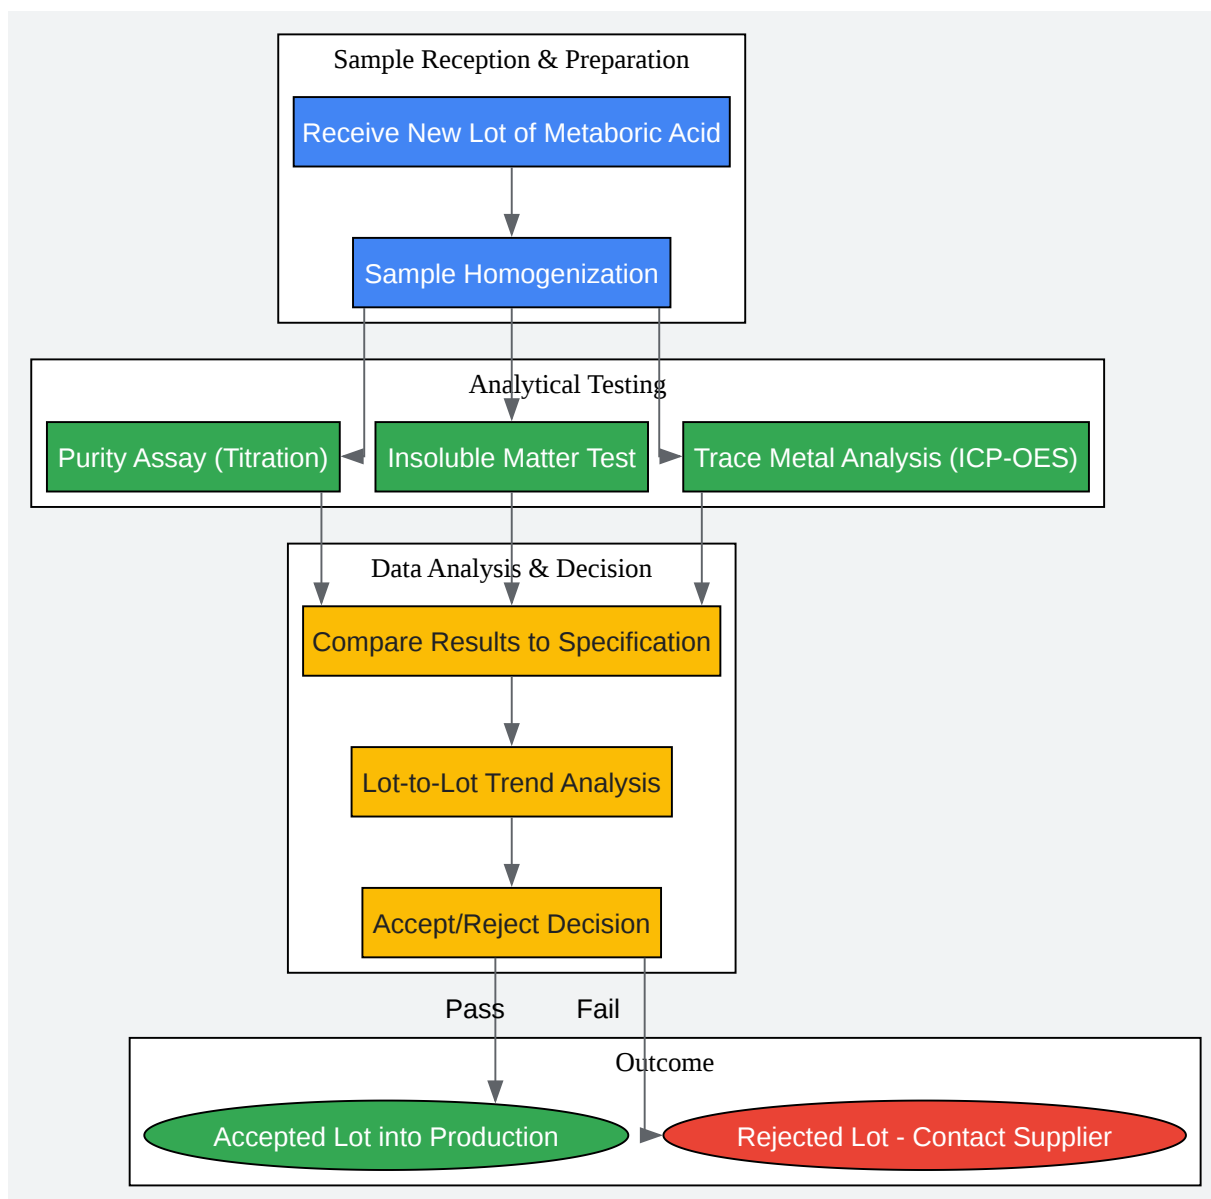 Sample Reception & Preparation
Receive New Lot of Metaboric Acid
Sample Homogenization
Analytical Testing
Purity Assay (Titration)
Insoluble Matter Test
Trace Metal Analysis (ICP-OES)
Data Analysis & Decision
Compare Results to Specification
Lot-to-Lot Trend Analysis
Accept/Reject Decision
Pass
Fail
Outcome
Accepted Lot into Production
Rejected Lot - Contact Supplier